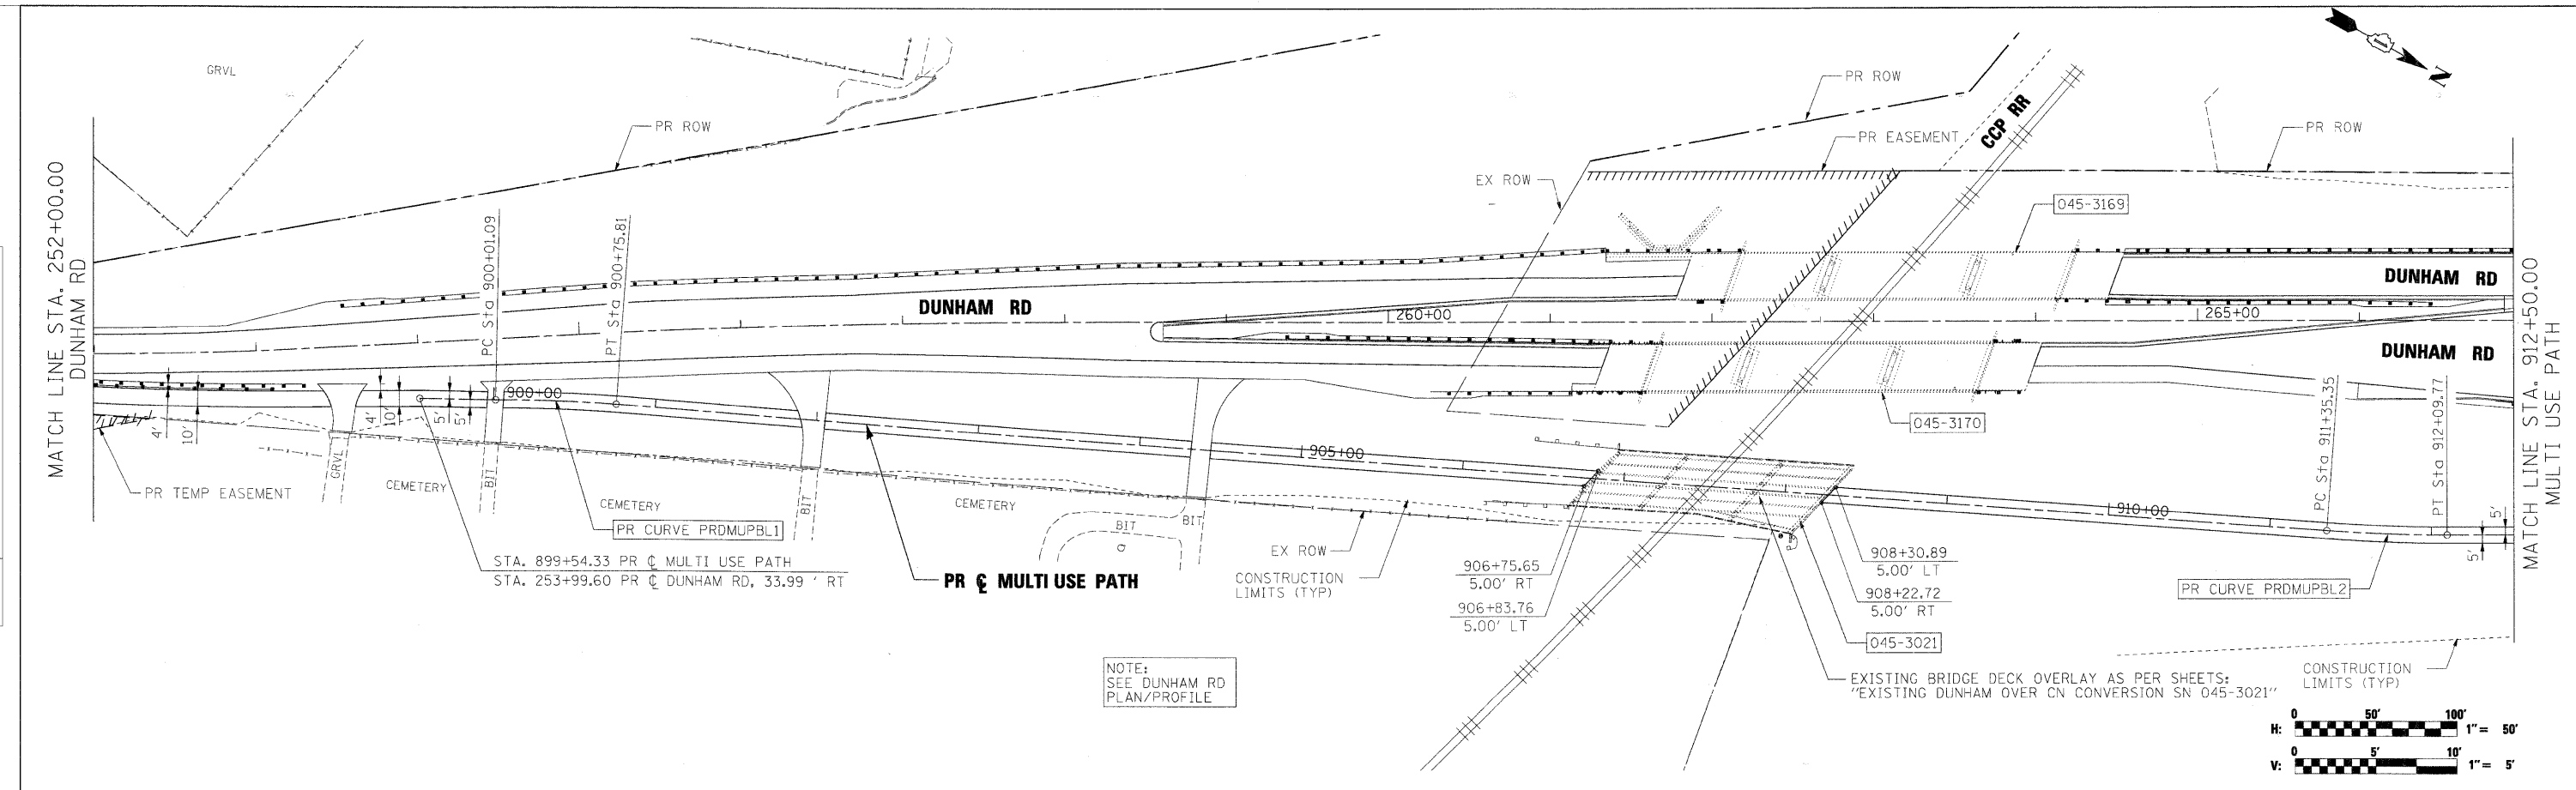 GRVL
PR ROW
PR ROW
PR EASEMENT
EX ROW
CCP RR
PR ROW
N
045-3169
MATCH LINE STA. 252+00.00
DUNHAM RD
PC Sta 900+01.09
PT Sta 900+75.81
DUNHAM RD
260+00
265+00
DUNHAM RD
DUNHAM RD
MATCH LINE STA. 912+50.00
MULTI USE PATH
4'
10'
4'
10'
5'
5'
900+00
905+00
910+00
045-3170
PC Sta 911+35.35
PT Sta 912+09.77
5'
5'
PR TEMP EASEMENT
GRVL
CEMETERY
BIT
CEMETERY
BIT
CEMETERY
BIT
BIT
PR CURVE PRDMUPBL1
STA. 899+54.33 PR ℄ MULTI USE PATH
STA. 253+99.60 PR ℄ DUNHAM RD, 33.99 ' RT
PR ℄ MULTI USE PATH
EX ROW
CONSTRUCTION
LIMITS (TYP)
906+75.65
5.00' RT
906+83.76
5.00' LT
908+30.89
5.00' LT
908+22.72
5.00' RT
045-3021
PR CURVE PRDMUPBL2
EXISTING BRIDGE DECK OVERLAY AS PER SHEETS:
"EXISTING DUNHAM OVER CN CONVERSION SN 045-3021"
CONSTRUCTION
LIMITS (TYP)
NOTE:
SEE DUNHAM RD
PLAN/PROFILE
0 50' 100'
H: 1"= 50'
0 5' 10'
V: 1"= 5'